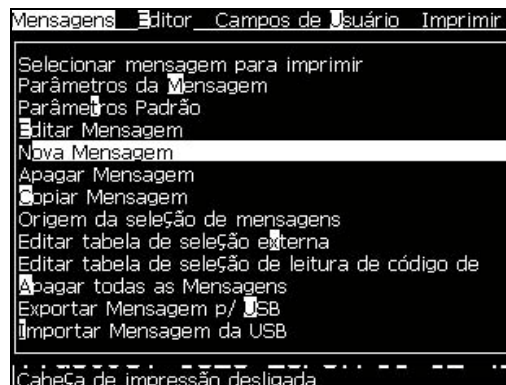 Mensagens Editor Campos de Usuário Imprimir
Selecionar mensagem para imprimir
Parâmetros da Mensagem
Parâmetros Padrão
Editar Mensagem
Nova Mensagem
Apagar Mensagem
Copiar Mensagem
Origem da seleção de mensagens
Editar tabela de seleção externa
Editar tabela de seleção de leitura de código de
Apagar todas as Mensagens
Exportar Mensagem p/ USB
Importar Mensagem da USB
Cabeça de impressão desligada